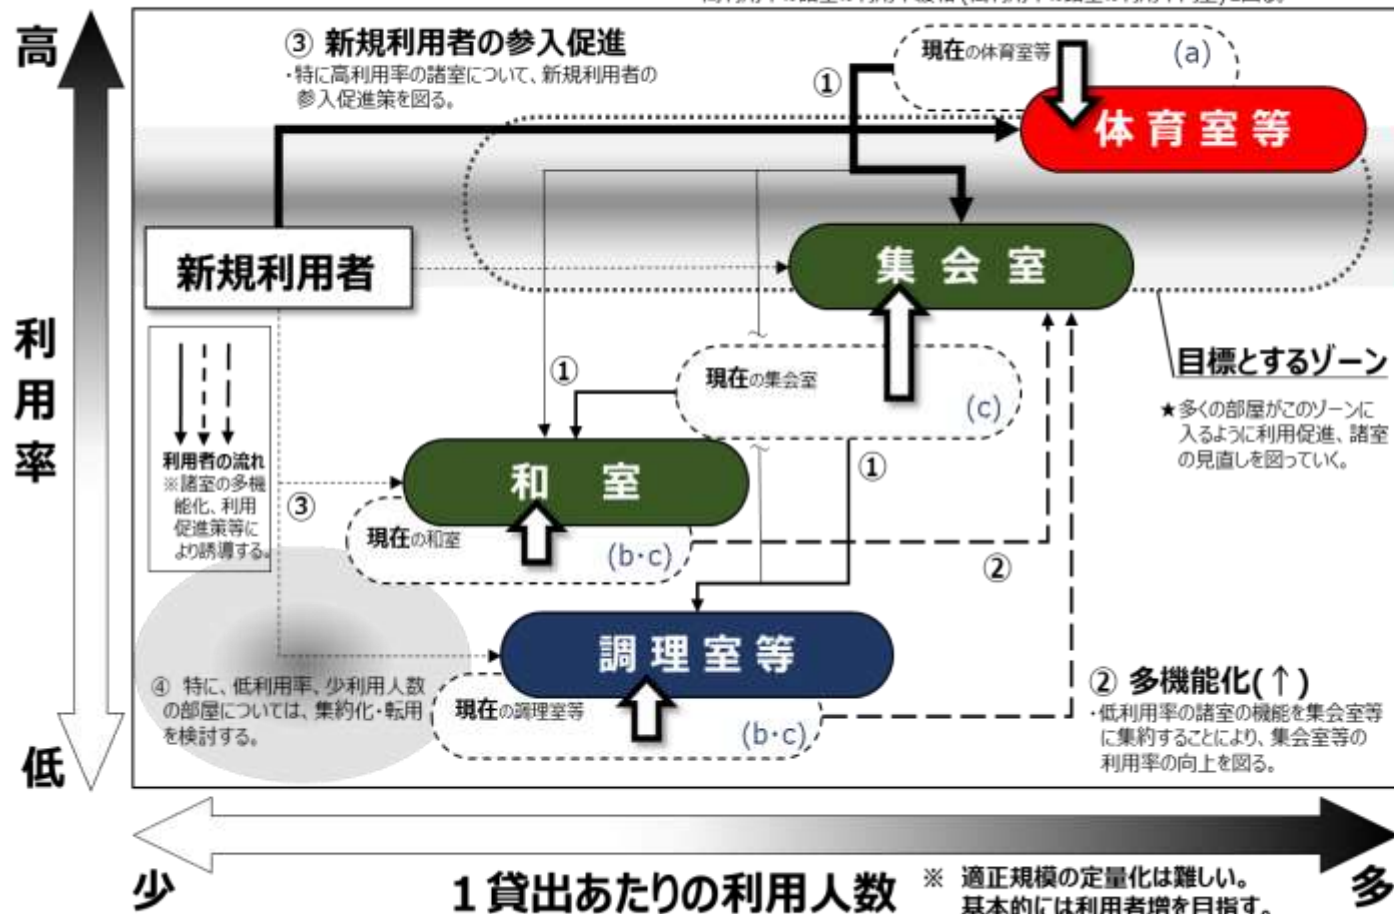 高
③ 新規利用者の参入促進
・特に高利用率の諸室について、新規利用者の
参入促進策を図る。
現在の体育室等
(a)
①
体育室等
新規利用者
集会室
利用率
利用者の流れ
※諸室の多機
能化、利用
促進策等に
より誘導する。
①
現在の集会室
(c)
目標とするゾーン
★多くの部屋がこのゾーンに
入るように利用促進、諸室
の見直しを図っていく。
和室
①
③
現在の和室
(b・c)
②
調理室等
④ 特に、低利用率、少利用人数
の部屋については、集約化・転用
を検討する。
現在の調理室等
(b・c)
② 多機能化(↑)
・低利用率の諸室の機能を集会室等
に集約することにより、集会室等の
利用率の向上を図る。
低
少
1貸出あたりの利用人数
※ 適正規模の定量化は難しい。
基本的には利用者増を目指す。
多